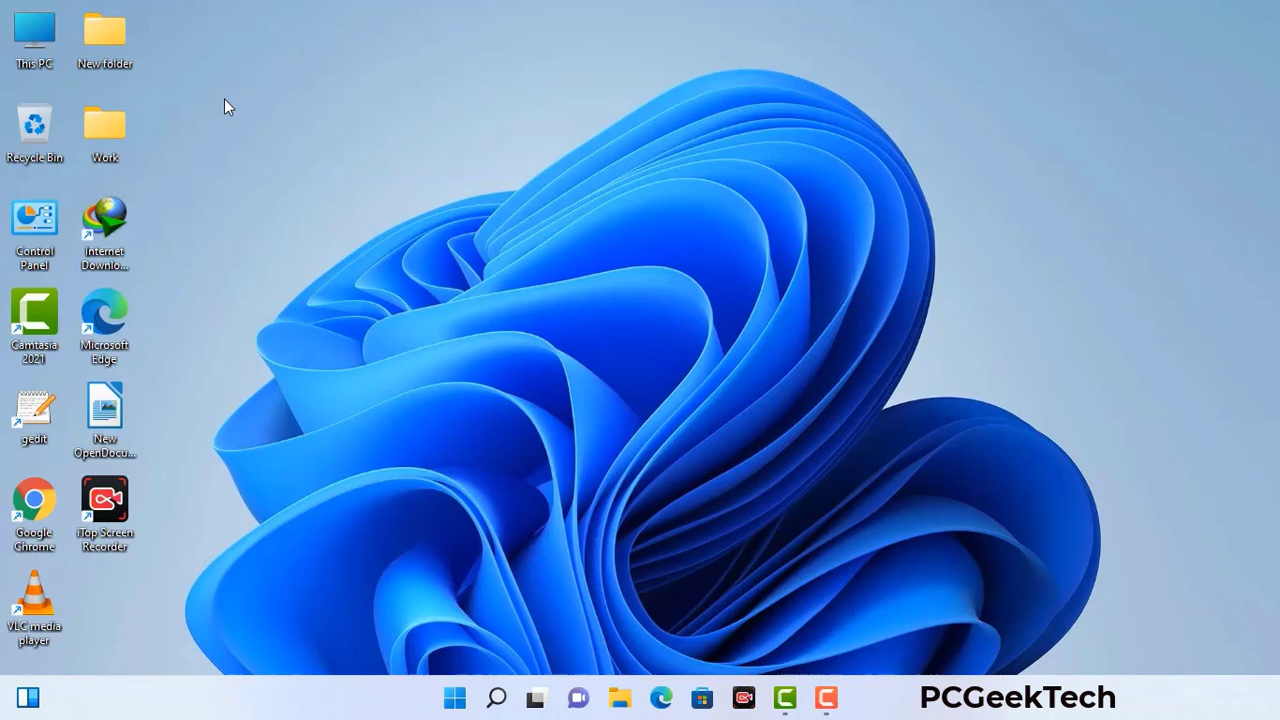 This PC
New folder
Recycle Bin
Work
Control
Panel
Internet
Downlo...
Camtasia
2021
Microsoft
Edge
gedit
New
OpenDocu...
Google
Chrome
iTop Screen
Recorder
VLC media
player
PCGeekTech